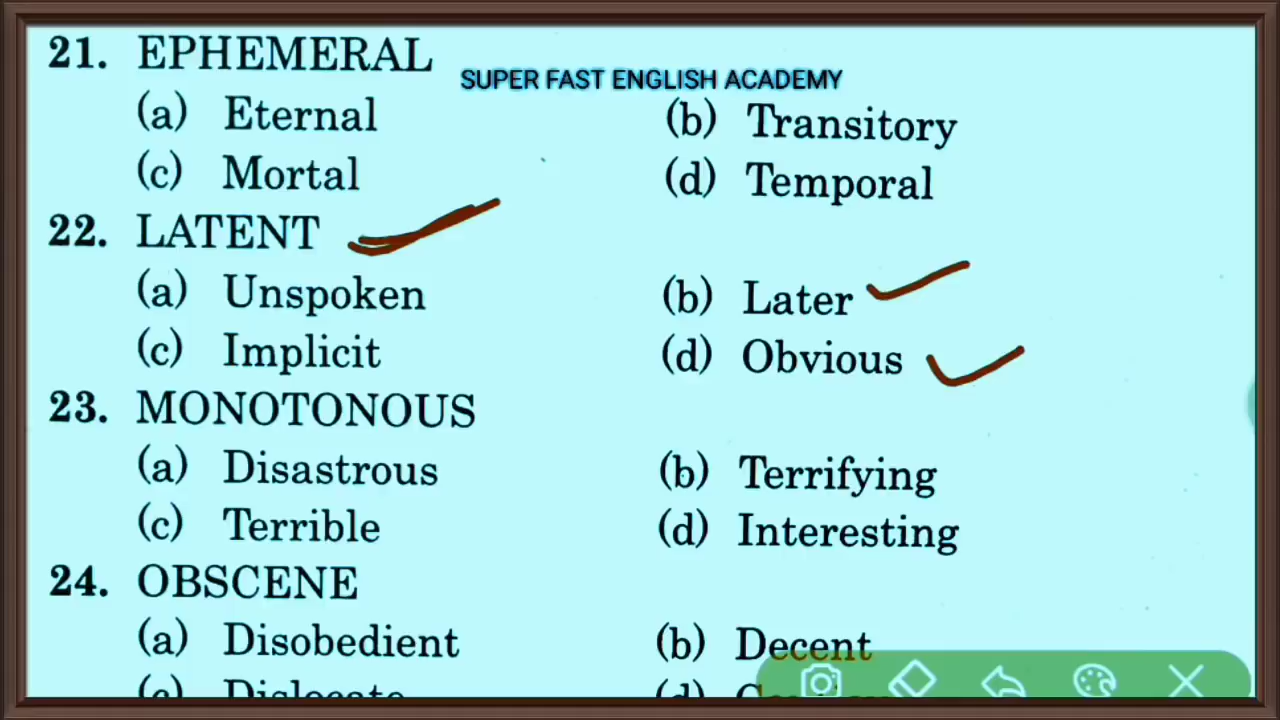 21. EPHEMERAL
SUPER FAST ENGLISH ACADEMY
(a) Eternal (b) Transitory
(c) Mortal (d) Temporal
22. LATENT
(a) Unspoken (b) Later
(c) Implicit (d) Obvious
23. MONOTONOUS
(a) Disastrous (b) Terrifying
(c) Terrible (d) Interesting
24. OBSCENE
(a) Disobedient (b) Decent
(c) Dislocate (d)